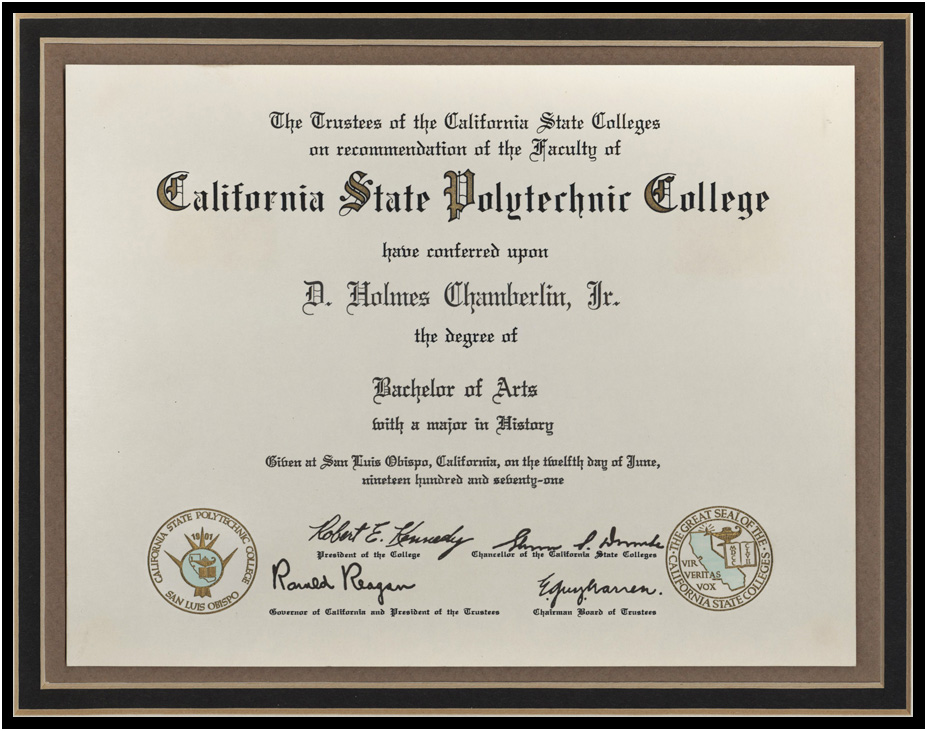 The Trustees of the California State Colleges
on recommendation of the Faculty of
California State Polytechnic College
have conferred upon
D. Holmes Chamberlin, Jr.
the degree of
Bachelor of Arts
with a major in History
Given at San Luis Obispo, California, on the twelfth day of June,
nineteen hundred and seventy-one
Robert E. Kennedy
President of the College
Chancellor of the California State Colleges
Ronald Reagan
Governor of California and President of the Trustees
E. Guy Warren.
Chairman Board of Trustees
CALIFORNIA STATE POLYTECHNIC COLLEGE
1901
SAN LUIS OBISPO
THE GREAT SEAL OF THE
CALIFORNIA STATE COLLEGES
VIR
VERITAS
VOX